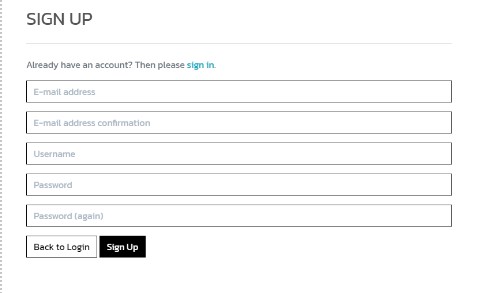 SIGN UP
Already have an account? Then please sign in.
E-mail address
E-mail address confirmation
Username
Password
Password (again)
Back to Login Sign Up